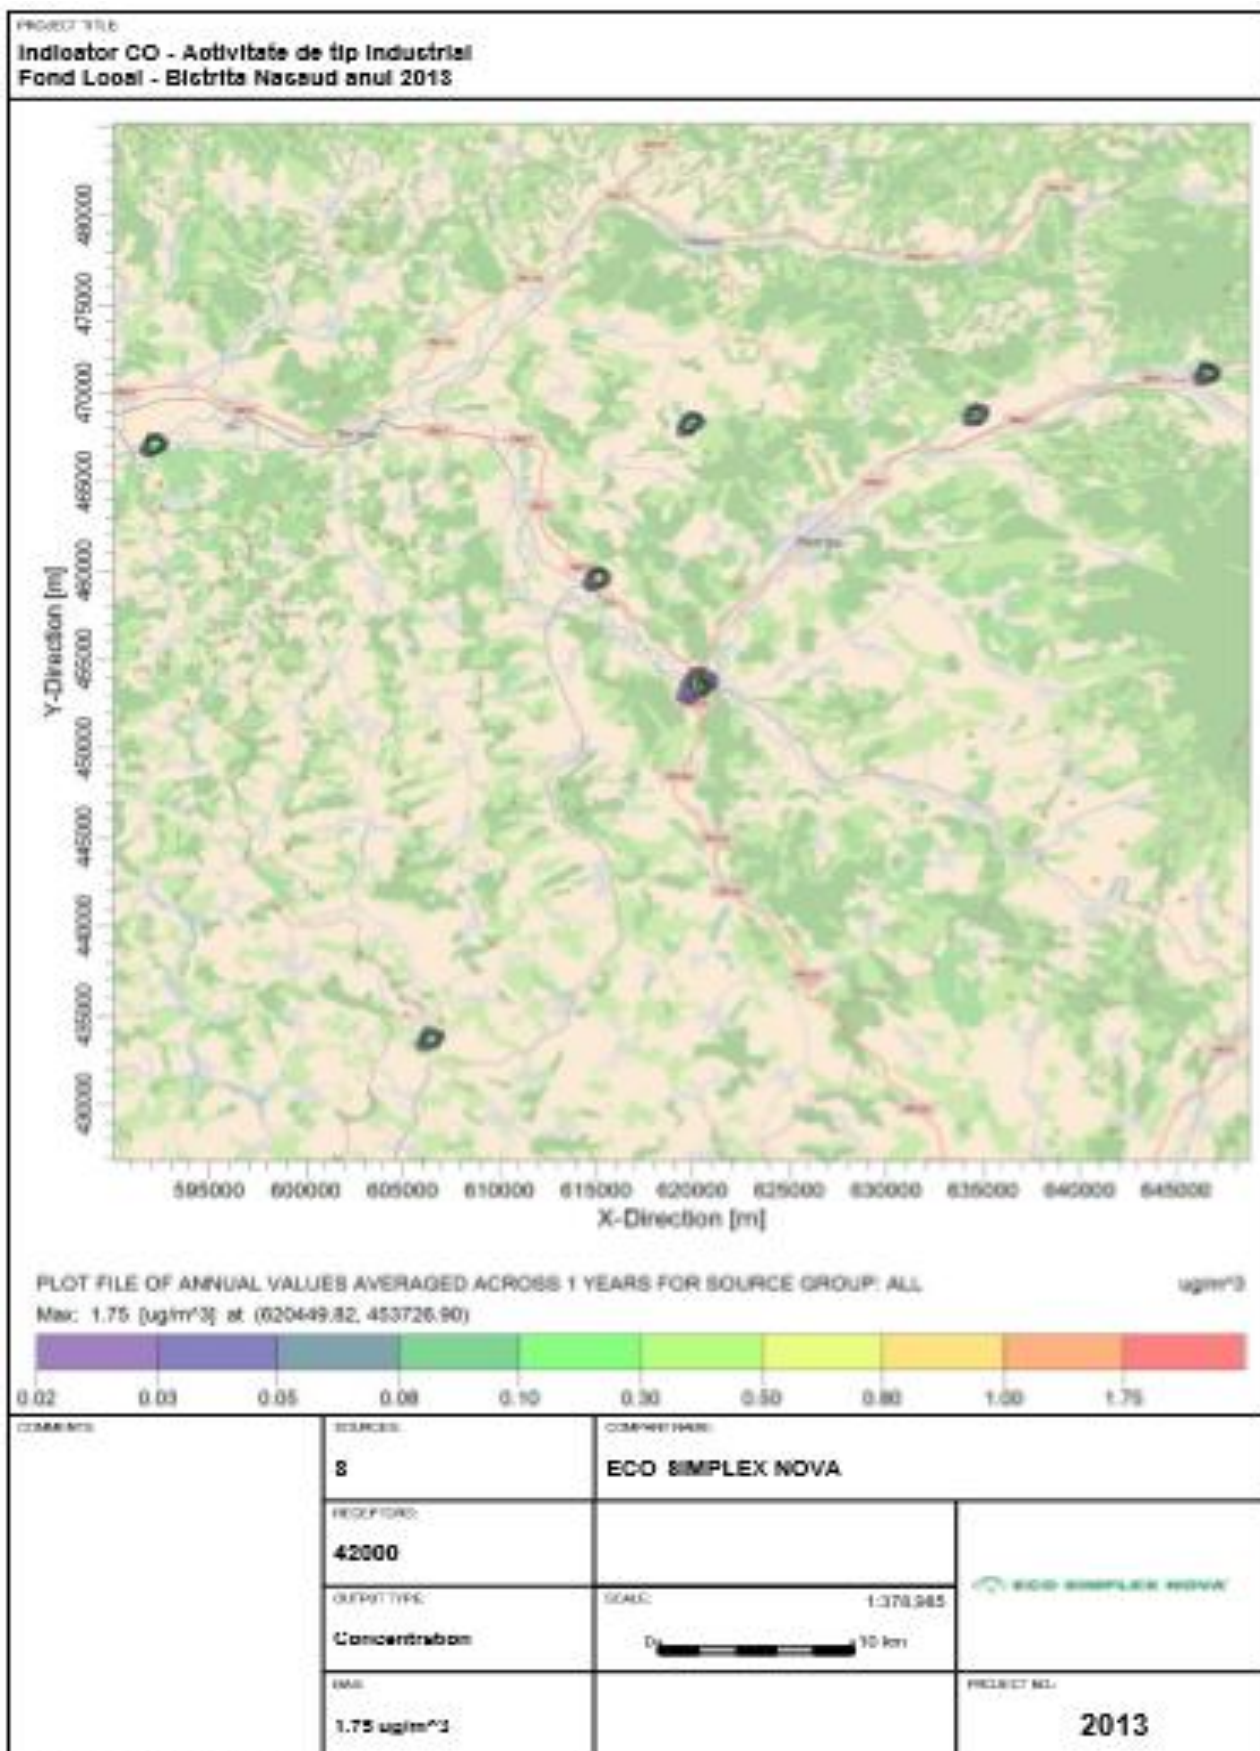 PROJECT TITLE:
Indicator CO - Activitate de tip Industrial
Fond Local - Bistrita Nasaud anul 2013
Y-Direction [m]
480000
475000
470000
465000
460000
455000
450000
445000
440000
435000
430000
595000 600000 605000 610000 615000 620000 625000 630000 635000 640000 645000
X-Direction [m]
PLOT FILE OF ANNUAL VALUES AVERAGED ACROSS 1 YEARS FOR SOURCE GROUP: ALL ug/m^3
Max: 1.75 [ug/m^3] at (620449.82, 453726.90)
0.02 0.03 0.05 0.08 0.10 0.30 0.50 0.80 1.00 1.75
COMMENTS:
SOURCES:
8
COMPANY NAME:
ECO SIMPLEX NOVA
RECEPTORS:
42000
OUTPUT TYPE:
Concentration
SCALE: 1:378,985
0 10 km
MAX:
1.75 ug/m^3
ECO SIMPLEX NOVA
PROJECT NO.:
2013